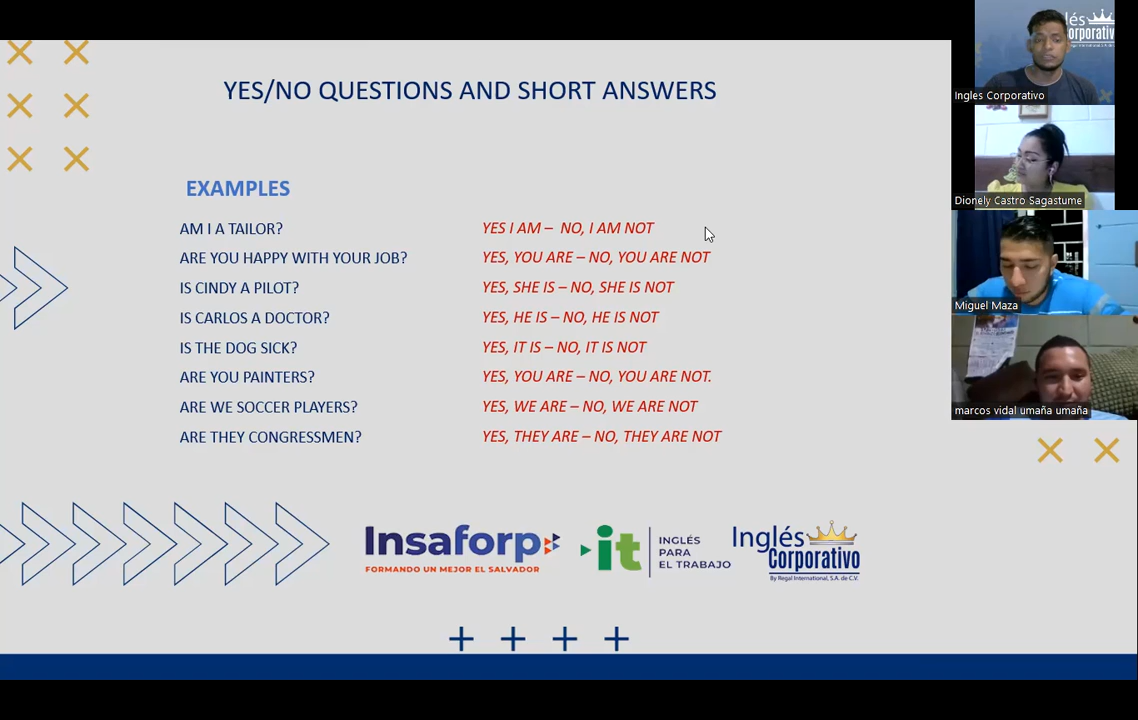 YES/NO QUESTIONS AND SHORT ANSWERS
EXAMPLES
AM I A TAILOR? YES I AM – NO, I AM NOT
ARE YOU HAPPY WITH YOUR JOB? YES, YOU ARE – NO, YOU ARE NOT
IS CINDY A PILOT? YES, SHE IS – NO, SHE IS NOT
IS CARLOS A DOCTOR? YES, HE IS – NO, HE IS NOT
IS THE DOG SICK? YES, IT IS – NO, IT IS NOT
ARE YOU PAINTERS? YES, YOU ARE – NO, YOU ARE NOT.
ARE WE SOCCER PLAYERS? YES, WE ARE – NO, WE ARE NOT
ARE THEY CONGRESSMEN? YES, THEY ARE – NO, THEY ARE NOT
Insaforp
FORMANDO UN MEJOR EL SALVADOR
it
INGLÉS
PARA
EL TRABAJO
Inglés
Corporativo
By Regal International, S.A. de C.V.
lés
orporativ
Ingles Corporativo
Dionely Castro Sagastume
Miguel Maza
marcos vidal umaña umaña